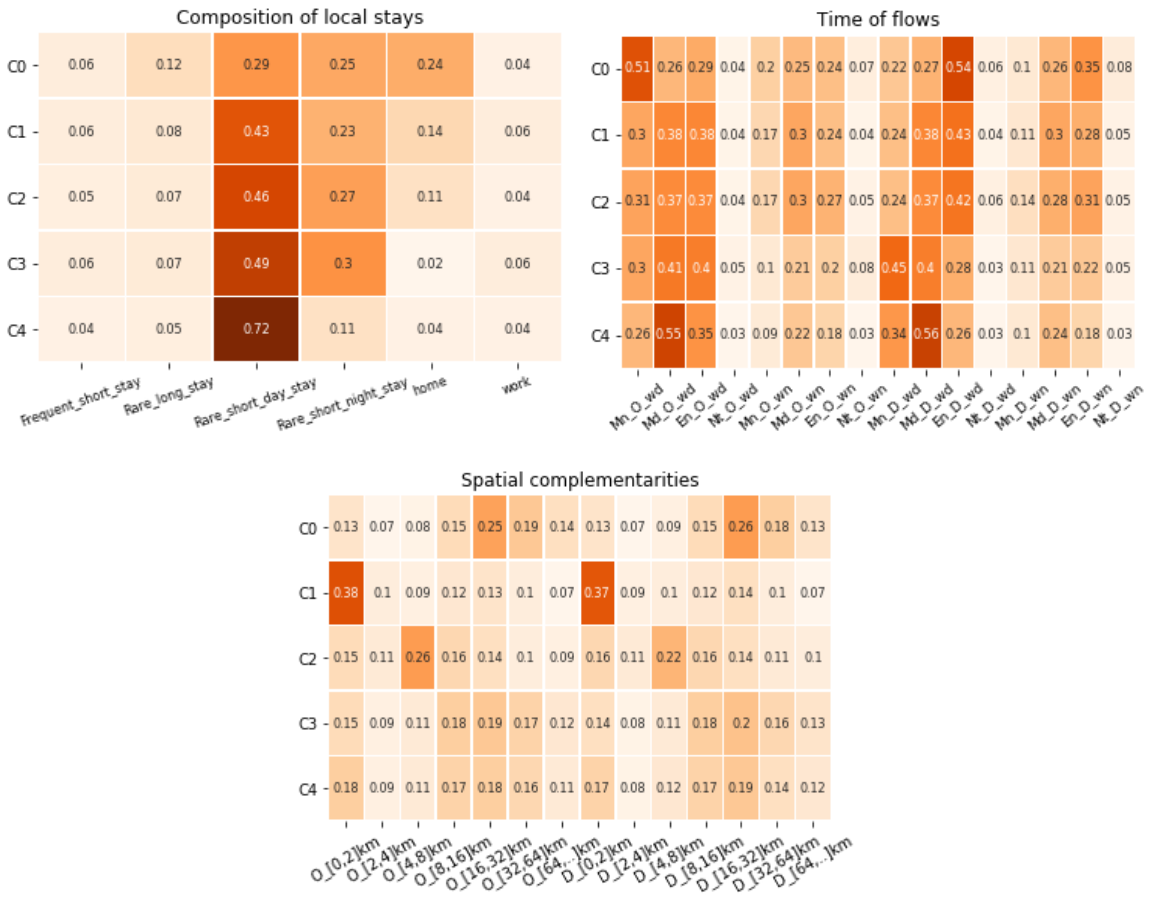 Composition of local stays
C0 0.06 0.12 0.29 0.25 0.24 0.04
C1 0.06 0.08 0.43 0.23 0.14 0.06
C2 0.05 0.07 0.46 0.27 0.11 0.04
C3 0.06 0.07 0.49 0.3 0.02 0.06
C4 0.04 0.05 0.72 0.11 0.04 0.04
Frequent_short_stay Rare_long_stay Rare_short_day_stay Rare_short_night_stay home work
Time of flows
C0 0.51 0.26 0.29 0.04 0.2 0.25 0.24 0.07 0.22 0.27 0.54 0.06 0.1 0.26 0.35 0.08
C1 0.3 0.38 0.38 0.04 0.17 0.3 0.24 0.04 0.24 0.38 0.43 0.04 0.11 0.3 0.28 0.05
C2 0.31 0.37 0.37 0.04 0.17 0.3 0.27 0.05 0.24 0.37 0.42 0.06 0.14 0.28 0.31 0.05
C3 0.3 0.41 0.4 0.05 0.1 0.21 0.2 0.08 0.45 0.4 0.28 0.03 0.11 0.21 0.22 0.05
C4 0.26 0.55 0.35 0.03 0.09 0.22 0.18 0.03 0.34 0.56 0.26 0.03 0.1 0.24 0.18 0.03
Mn_O_wd Md_O_wd En_O_wd Nt_O_wd Mn_O_wn Md_O_wn En_O_wn Nt_O_wn Mn_D_wd Md_D_wd En_D_wd Nt_D_wd Mn_D_wn Md_D_wn En_D_wn Nt_D_wn
Spatial complementarities
C0 0.13 0.07 0.08 0.15 0.25 0.19 0.14 0.13 0.07 0.09 0.15 0.26 0.18 0.13
C1 0.38 0.1 0.09 0.12 0.13 0.1 0.07 0.37 0.09 0.1 0.12 0.14 0.1 0.07
C2 0.15 0.11 0.26 0.16 0.14 0.1 0.09 0.16 0.11 0.22 0.16 0.14 0.11 0.1
C3 0.15 0.09 0.11 0.18 0.19 0.17 0.12 0.14 0.08 0.11 0.18 0.2 0.16 0.13
C4 0.18 0.09 0.11 0.17 0.18 0.16 0.11 0.17 0.08 0.12 0.17 0.19 0.14 0.12
O_[0,2]km O_[2,4]km O_[4,8]km O_[8,16]km O_[16,32]km O_[32,64]km O_[64,..]km D_[0,2]km D_[2,4]km D_[4,8]km D_[8,16]km D_[16,32]km D_[32,64]km D_[64,..]km